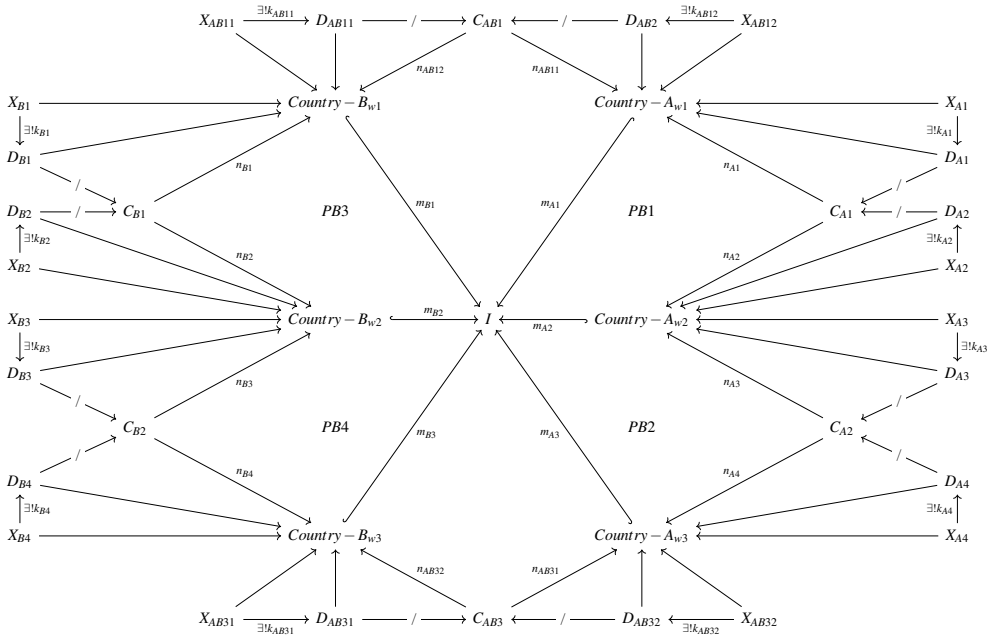 X_{AB11} ∃!k_{AB11} D_{AB11} / C_{AB1} / D_{AB2} ∃!k_{AB12} X_{AB12}
n_{AB12} n_{AB11}
X_{B1} Country−B_{w1} Country−A_{w1} X_{A1}
∃!k_{B1} ∃!k_{A1}
D_{B1} n_{B1} n_{A1} D_{A1}
/ /
D_{B2} / C_{B1} PB3 m_{B1} m_{A1} PB1 C_{A1} / D_{A2}
∃!k_{B2} n_{B2} n_{A2} ∃!k_{A2}
X_{B2} X_{A2}
X_{B3} Country−B_{w2} m_{B2} I m_{A2} Country−A_{w2} X_{A3}
∃!k_{B3} ∃!k_{A3}
D_{B3} n_{B3} n_{A3} D_{A3}
/ /
C_{B2} PB4 m_{B3} m_{A3} PB2 C_{A2}
/ /
D_{B4} n_{B4} n_{A4} D_{A4}
∃!k_{B4} ∃!k_{A4}
X_{B4} Country−B_{w3} Country−A_{w3} X_{A4}
n_{AB32} n_{AB31}
X_{AB31} ∃!k_{AB31} D_{AB31} / C_{AB3} / D_{AB32} ∃!k_{AB32} X_{AB32}